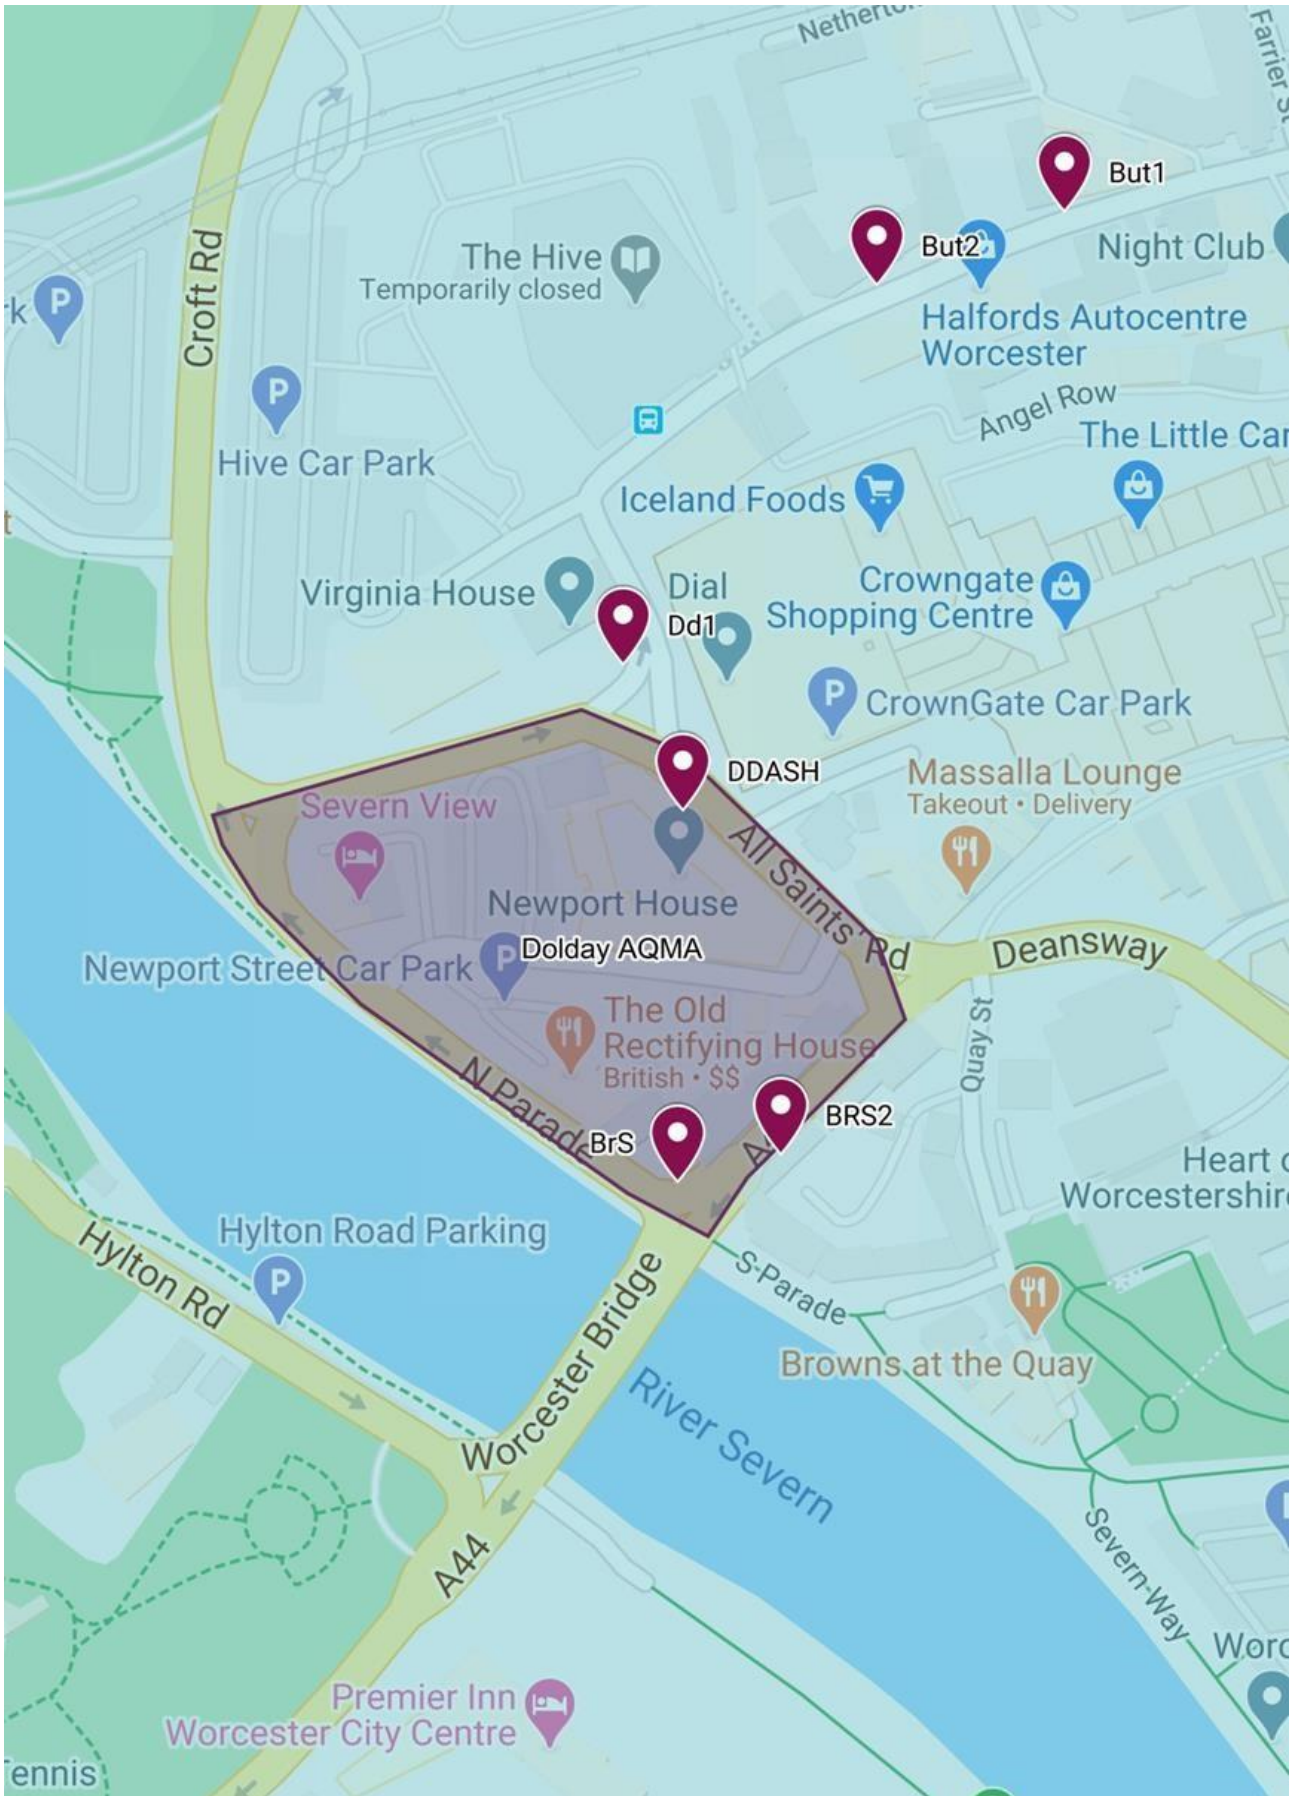 Netherton
Farrier St
But1
But2
Night Club
The Hive
Temporarily closed
Croft Rd
rk
Halfords Autocentre
Worcester
Angel Row
The Little Car
Hive Car Park
Iceland Foods
t
Virginia House
Dial
Dd1
Crowngate
Shopping Centre
CrownGate Car Park
DDASH
Massalla Lounge
Takeout • Delivery
Severn View
All Saints' Rd
Newport House
Dolday AQMA
Newport Street Car Park
Deansway
The Old
Rectifying House
British • $$
Quay St
N Parade
BrS
BRS2
Heart o
Worcestershire
Hylton Road Parking
Hylton Rd
S-Parade
Worcester Bridge
Browns at the Quay
River Severn
Severn-Way
A44
Worc
Premier Inn
Worcester City Centre
Tennis